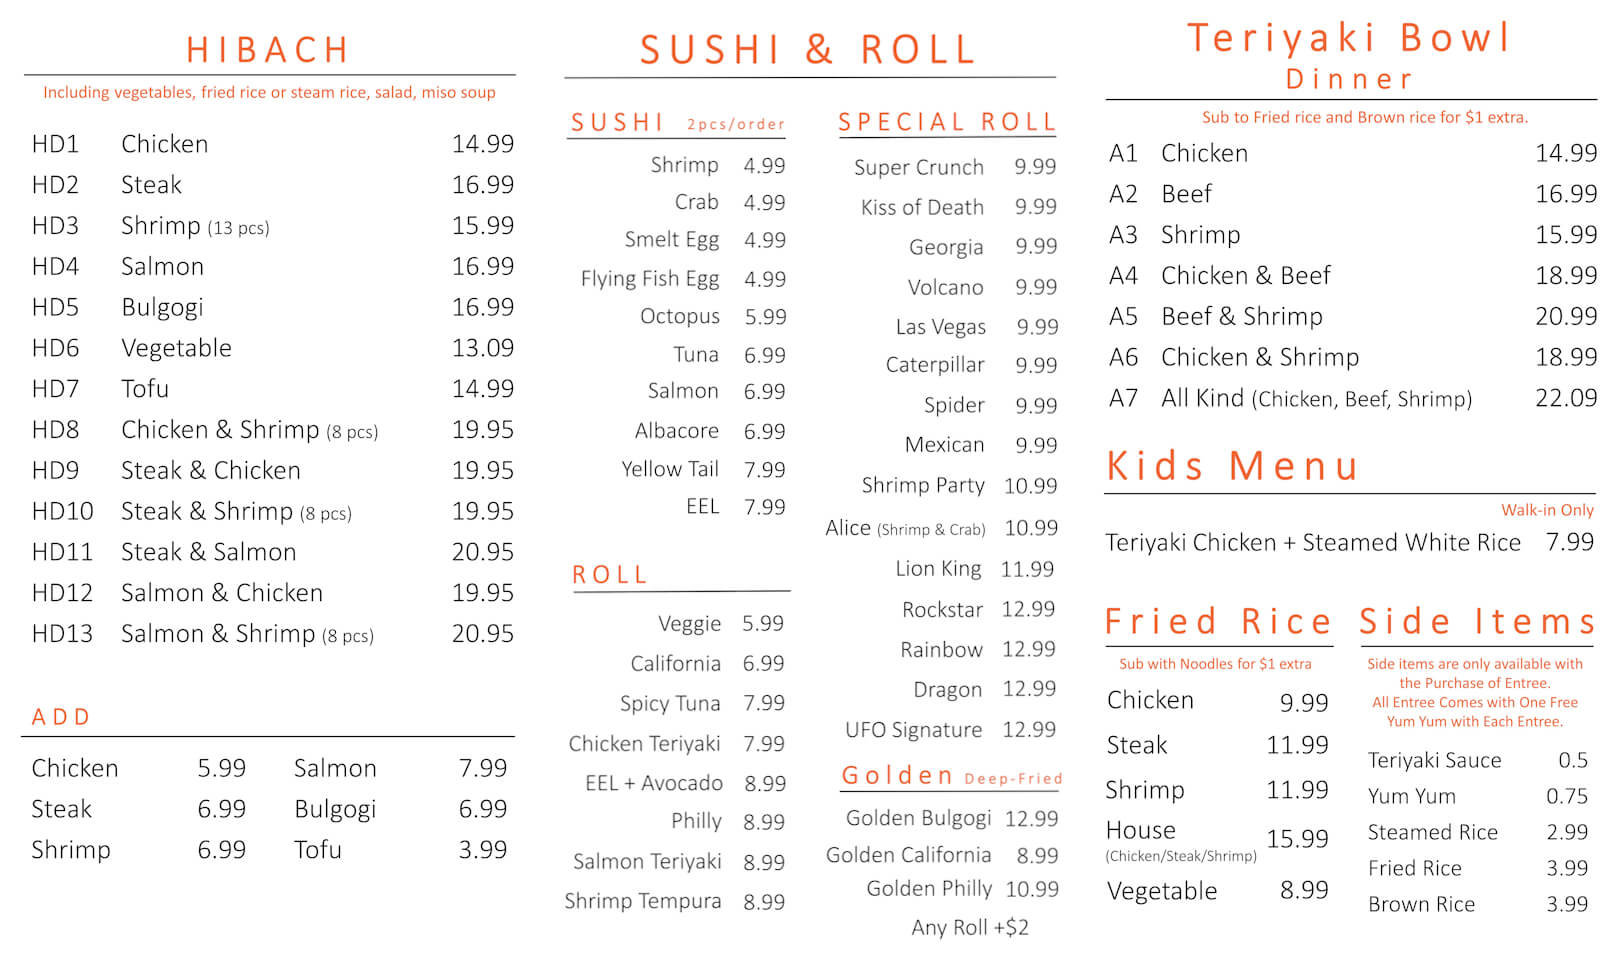 HIBACH
Including vegetables, fried rice or steam rice, salad, miso soup
HD1 Chicken 14.99
HD2 Steak 16.99
HD3 Shrimp (13 pcs) 15.99
HD4 Salmon 16.99
HD5 Bulgogi 16.99
HD6 Vegetable 13.09
HD7 Tofu 14.99
HD8 Chicken & Shrimp (8 pcs) 19.95
HD9 Steak & Chicken 19.95
HD10 Steak & Shrimp (8 pcs) 19.95
HD11 Steak & Salmon 20.95
HD12 Salmon & Chicken 19.95
HD13 Salmon & Shrimp (8 pcs) 20.95
ADD
Chicken 5.99 Salmon 7.99
Steak 6.99 Bulgogi 6.99
Shrimp 6.99 Tofu 3.99
SUSHI & ROLL
SUSHI 2pcs/order
Shrimp 4.99
Crab 4.99
Smelt Egg 4.99
Flying Fish Egg 4.99
Octopus 5.99
Tuna 6.99
Salmon 6.99
Albacore 6.99
Yellow Tail 7.99
EEL 7.99
ROLL
Veggie 5.99
California 6.99
Spicy Tuna 7.99
Chicken Teriyaki 7.99
EEL + Avocado 8.99
Philly 8.99
Salmon Teriyaki 8.99
Shrimp Tempura 8.99
SPECIAL ROLL
Super Crunch 9.99
Kiss of Death 9.99
Georgia 9.99
Volcano 9.99
Las Vegas 9.99
Caterpillar 9.99
Spider 9.99
Mexican 9.99
Shrimp Party 10.99
Alice (Shrimp & Crab) 10.99
Lion King 11.99
Rockstar 12.99
Rainbow 12.99
Dragon 12.99
UFO Signature 12.99
Golden Deep-Fried
Golden Bulgogi 12.99
Golden California 8.99
Golden Philly 10.99
Any Roll +$2
Teriyaki Bowl
Dinner
Sub to Fried rice and Brown rice for $1 extra.
A1 Chicken 14.99
A2 Beef 16.99
A3 Shrimp 15.99
A4 Chicken & Beef 18.99
A5 Beef & Shrimp 20.99
A6 Chicken & Shrimp 18.99
A7 All Kind (Chicken, Beef, Shrimp) 22.09
Kids Menu
Walk-in Only
Teriyaki Chicken + Steamed White Rice 7.99
Fried Rice
Sub with Noodles for $1 extra
Chicken 9.99
Steak 11.99
Shrimp 11.99
House 15.99
(Chicken/Steak/Shrimp)
Vegetable 8.99
Side Items
Side items are only available with
the Purchase of Entree.
All Entree Comes with One Free
Yum Yum with Each Entree.
Teriyaki Sauce 0.5
Yum Yum 0.75
Steamed Rice 2.99
Fried Rice 3.99
Brown Rice 3.99